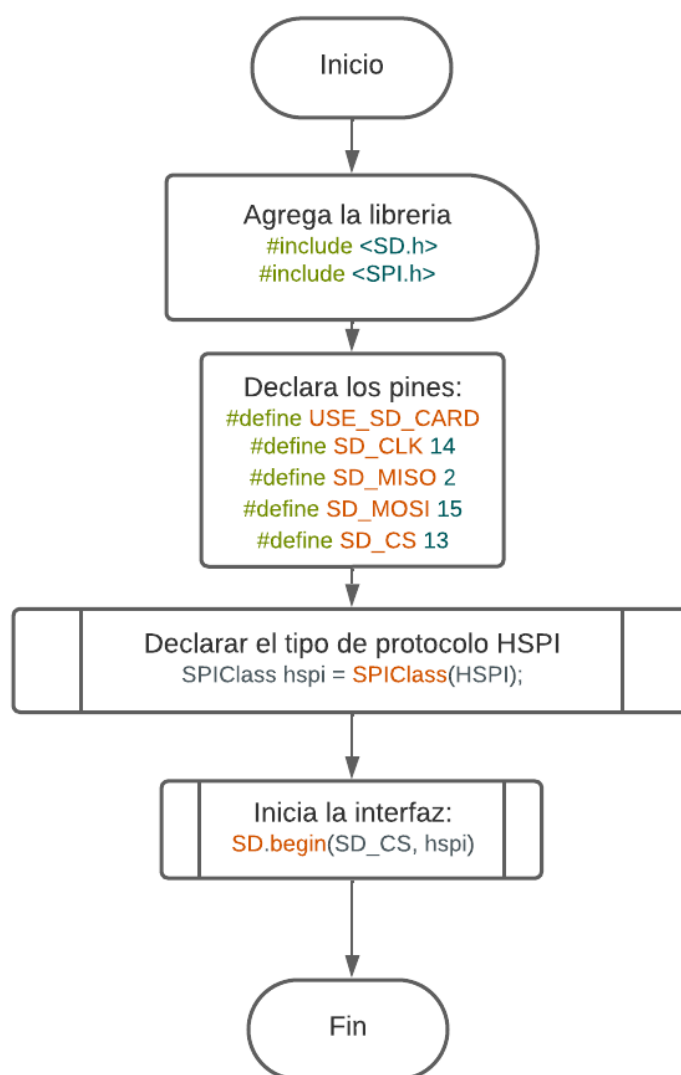 Inicio
Agrega la libreria
#include <SD.h>
#include <SPI.h>
Declara los pines:
#define USE_SD_CARD
#define SD_CLK 14
#define SD_MISO 2
#define SD_MOSI 15
#define SD_CS 13
Declarar el tipo de protocolo HSPI
SPIClass hspi = SPIClass(HSPI);
Inicia la interfaz:
SD.begin(SD_CS, hspi)
Fin